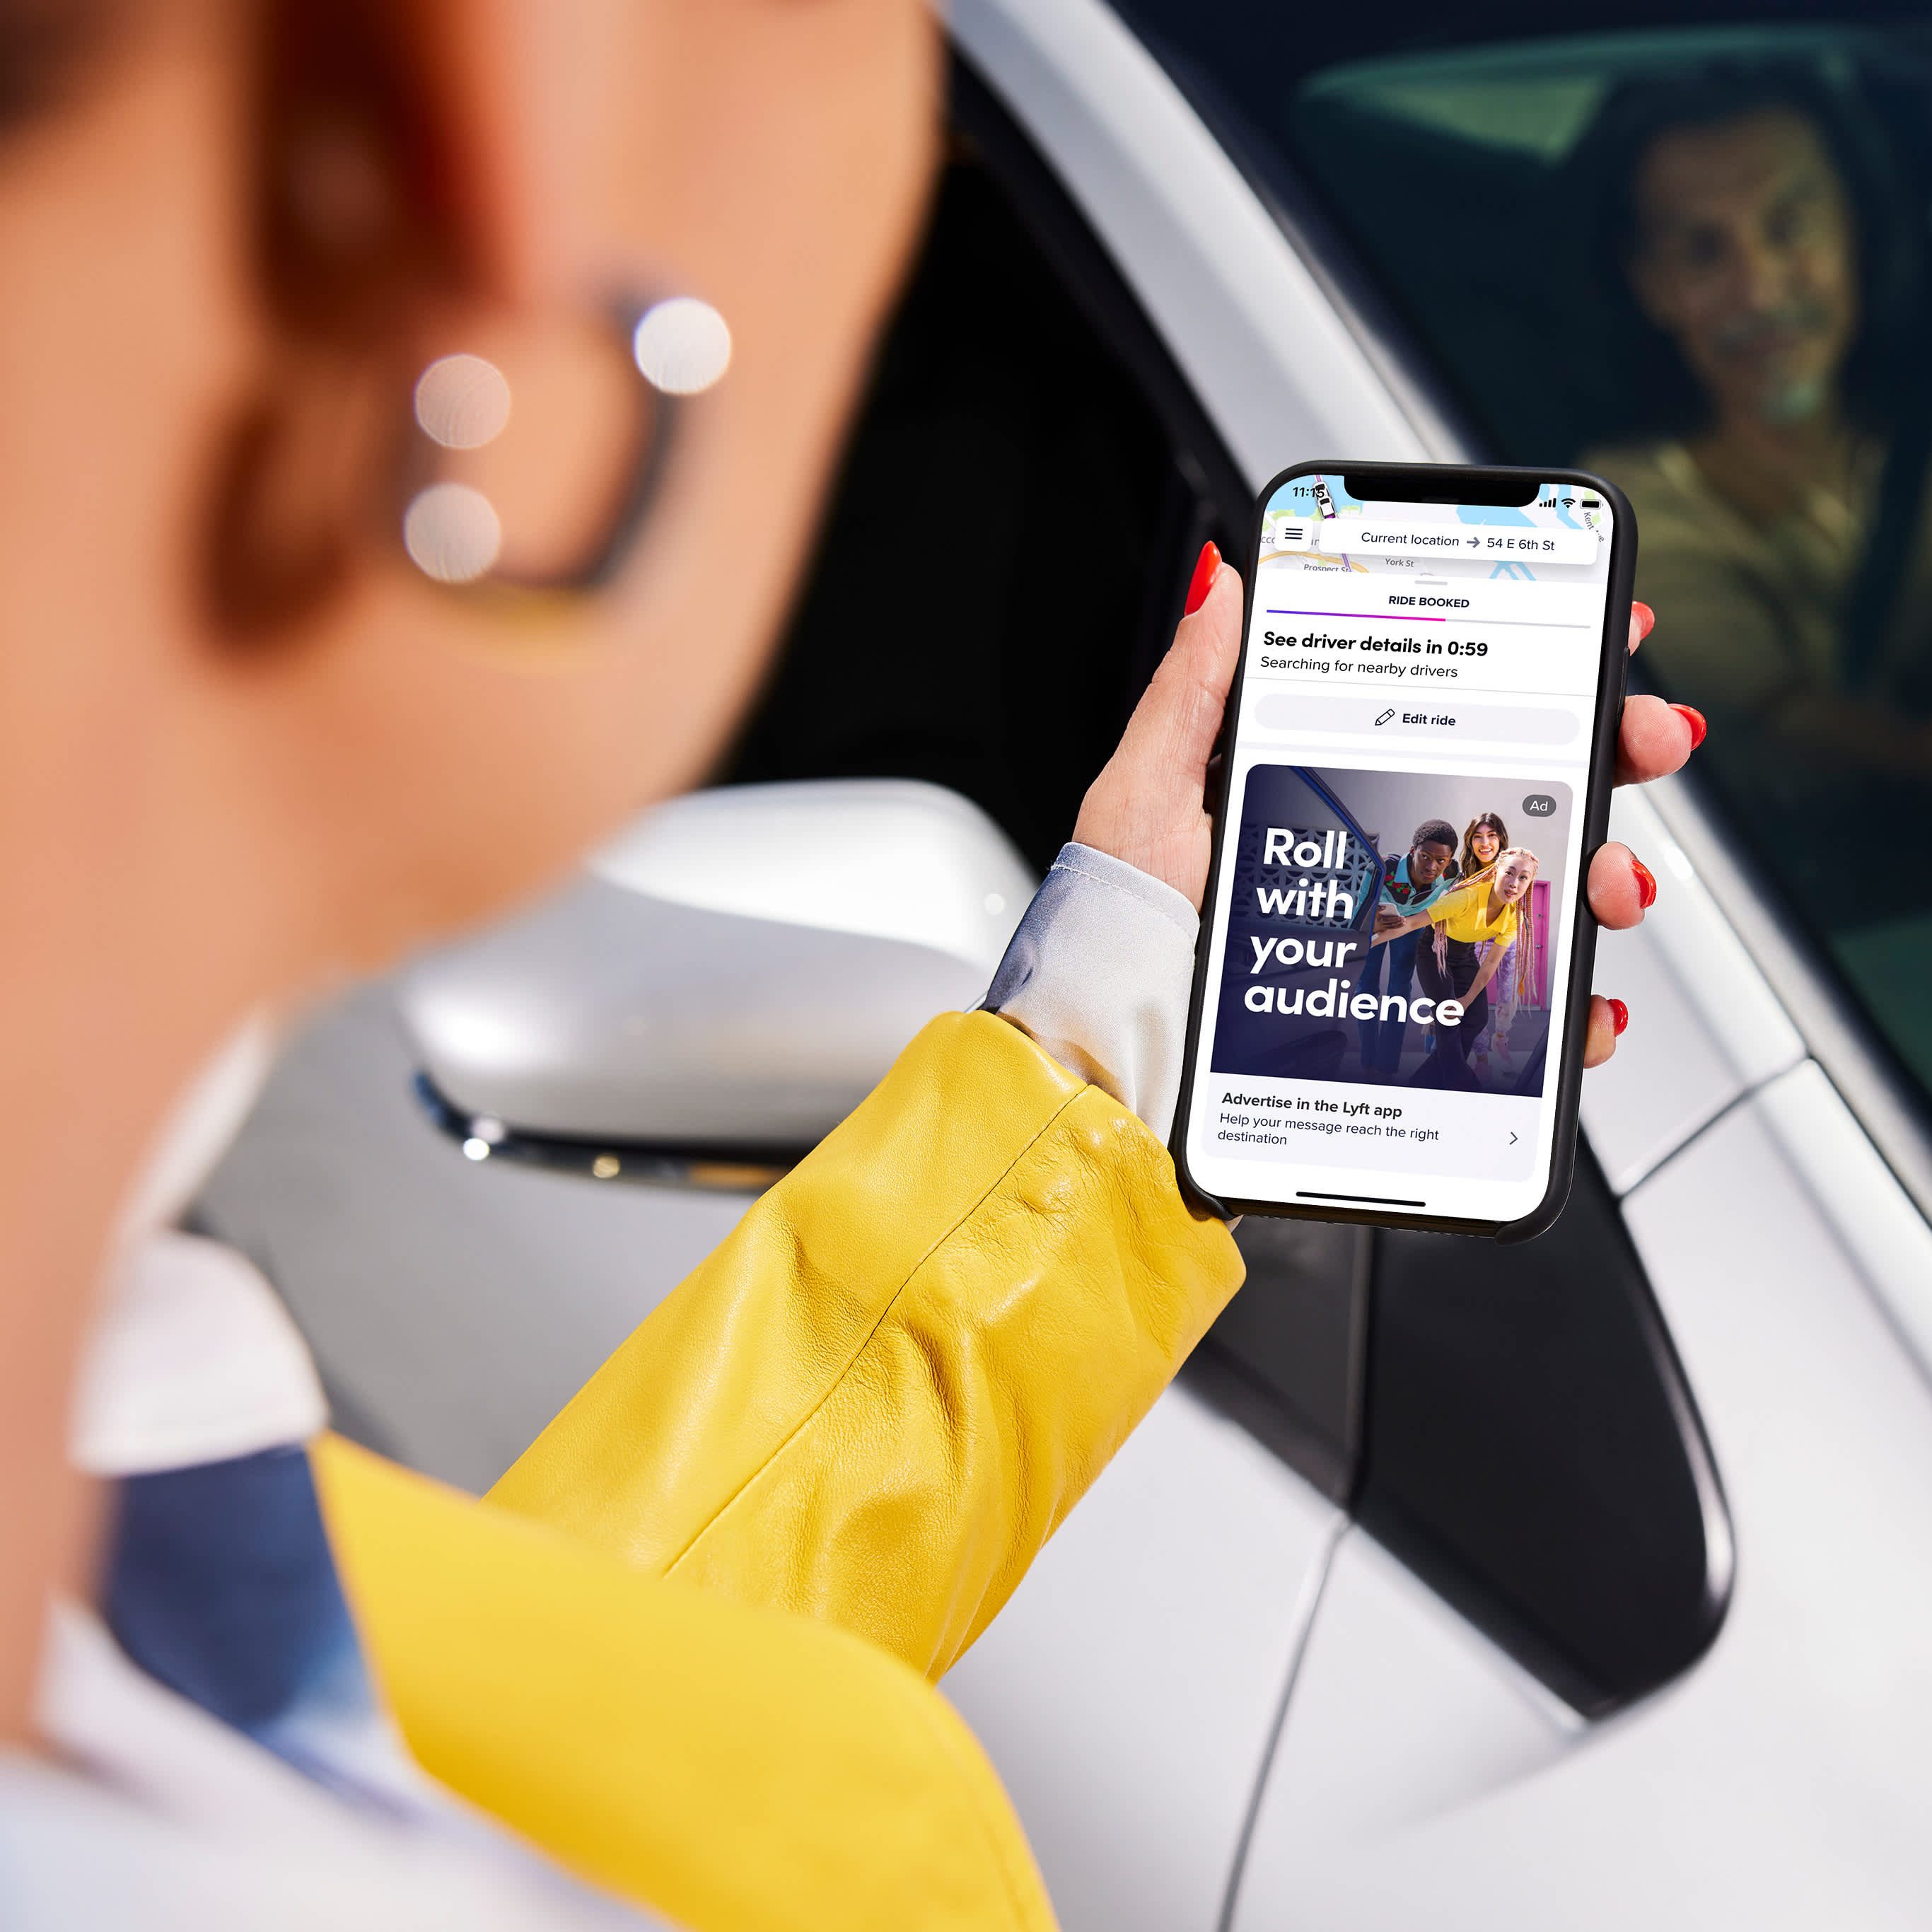 11:15
Current location → 54 E 6th St
York St
Prospect St
RIDE BOOKED
See driver details in 0:59
Searching for nearby drivers
Edit ride
Ad
Roll
with
your
audience
Advertise in the Lyft app
Help your message reach the right
destination